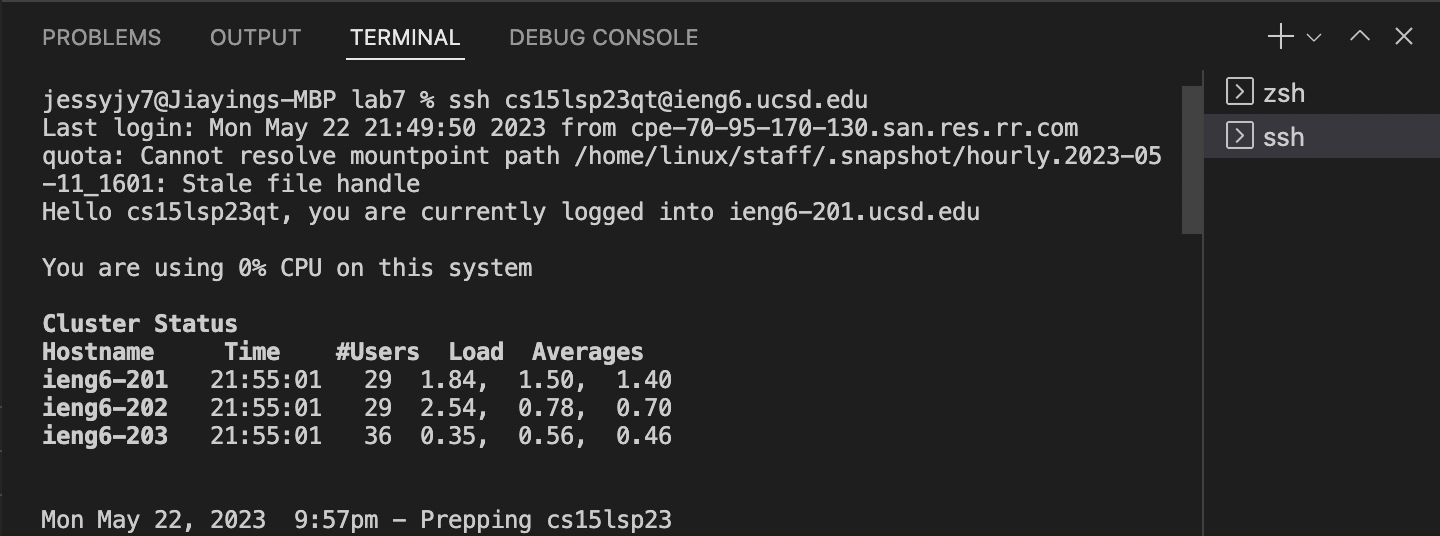 PROBLEMS OUTPUT TERMINAL DEBUG CONSOLE
jessyjy7@Jiayings-MBP lab7 % ssh cs15lsp23qt@ieng6.ucsd.edu
Last login: Mon May 22 21:49:50 2023 from cpe-70-95-170-130.san.res.rr.com
quota: Cannot resolve mountpoint path /home/linux/staff/.snapshot/hourly.2023-05
-11_1601: Stale file handle
Hello cs15lsp23qt, you are currently logged into ieng6-201.ucsd.edu
You are using 0% CPU on this system
Cluster Status
Hostname Time #Users Load Averages
ieng6-201 21:55:01 29 1.84, 1.50, 1.40
ieng6-202 21:55:01 29 2.54, 0.78, 0.70
ieng6-203 21:55:01 36 0.35, 0.56, 0.46
Mon May 22, 2023 9:57pm - Prepping cs15lsp23
zsh
ssh